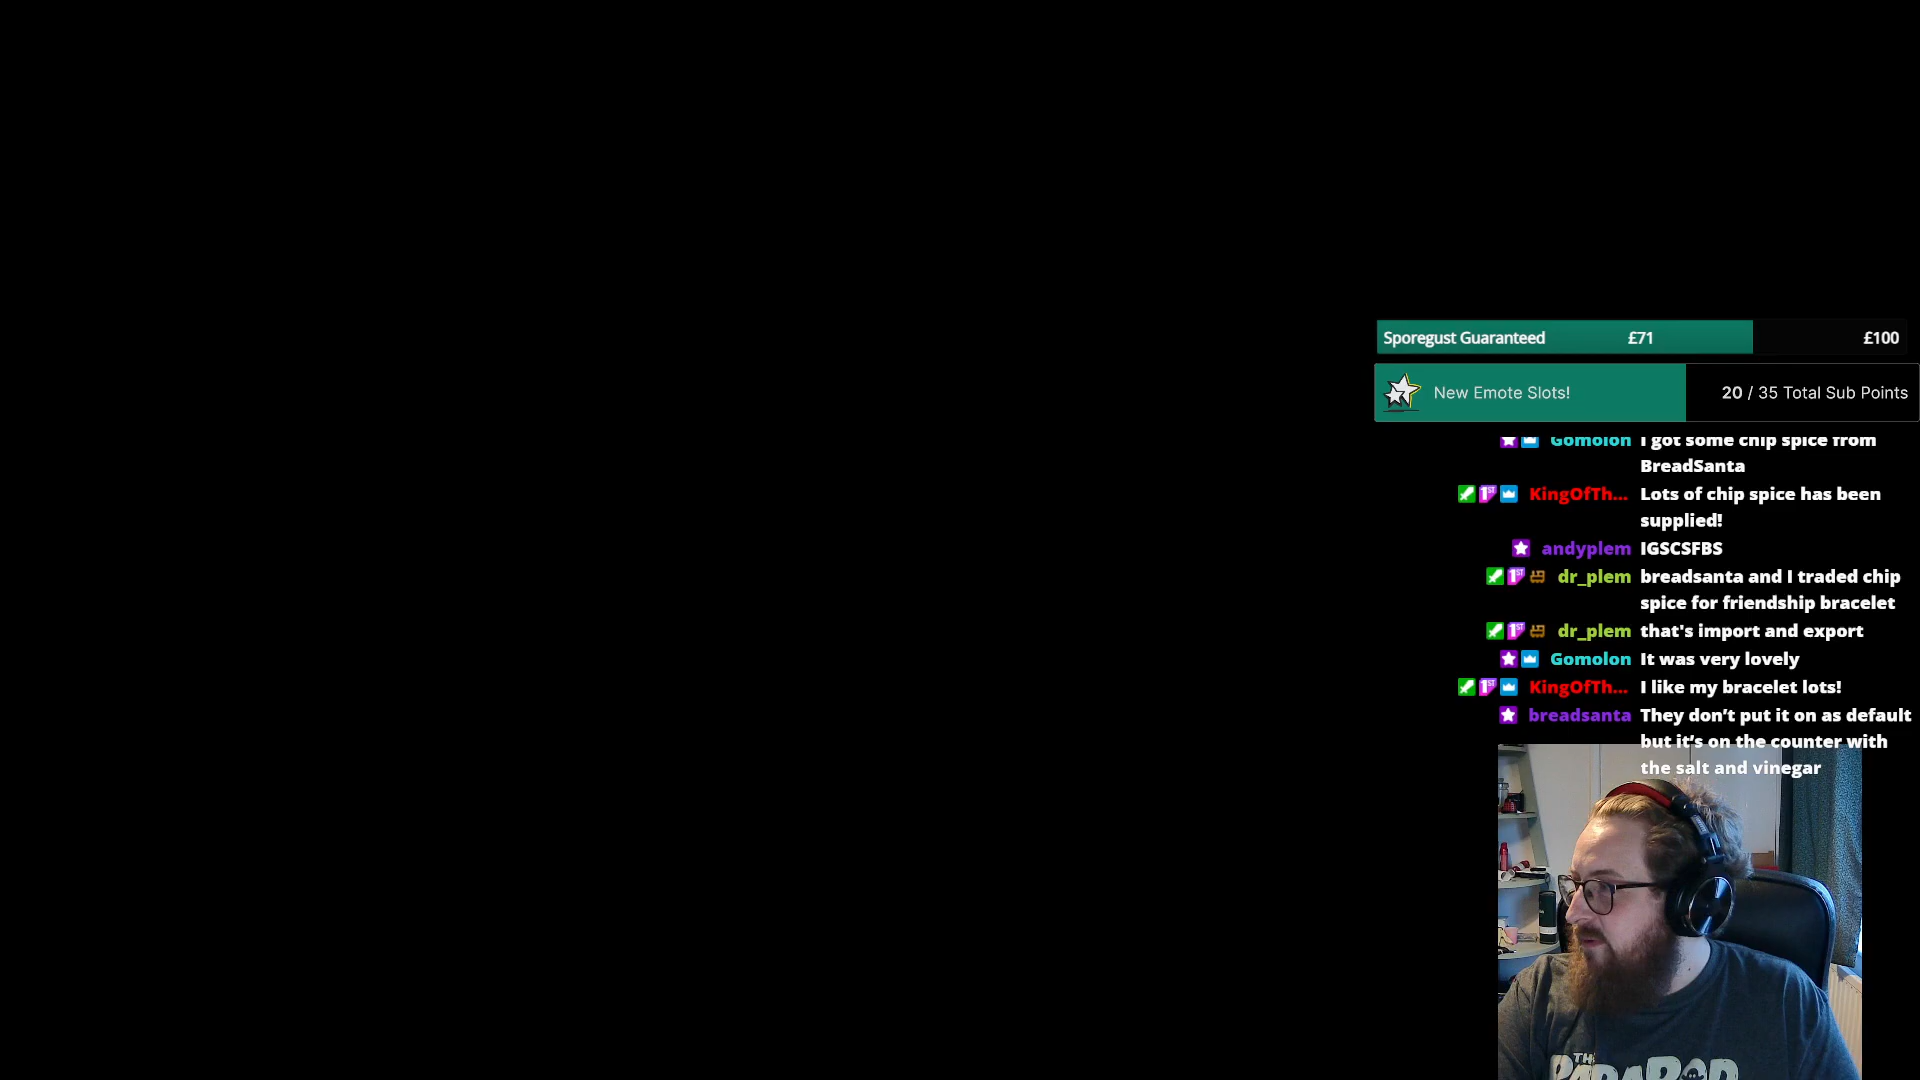 Sporegust Guaranteed £71 £100
New Emote Slots! 20 / 35 Total Sub Points
Gomolon I got some chip spice from
BreadSanta
KingOfTh... Lots of chip spice has been
supplied!
andyplem IGSCSFBS
dr_plem breadsanta and I traded chip
spice for friendship bracelet
dr_plem that's import and export
Gomolon It was very lovely
KingOfTh... I like my bracelet lots!
breadsanta They don’t put it on as default
but it’s on the counter with
the salt and vinegar
THE